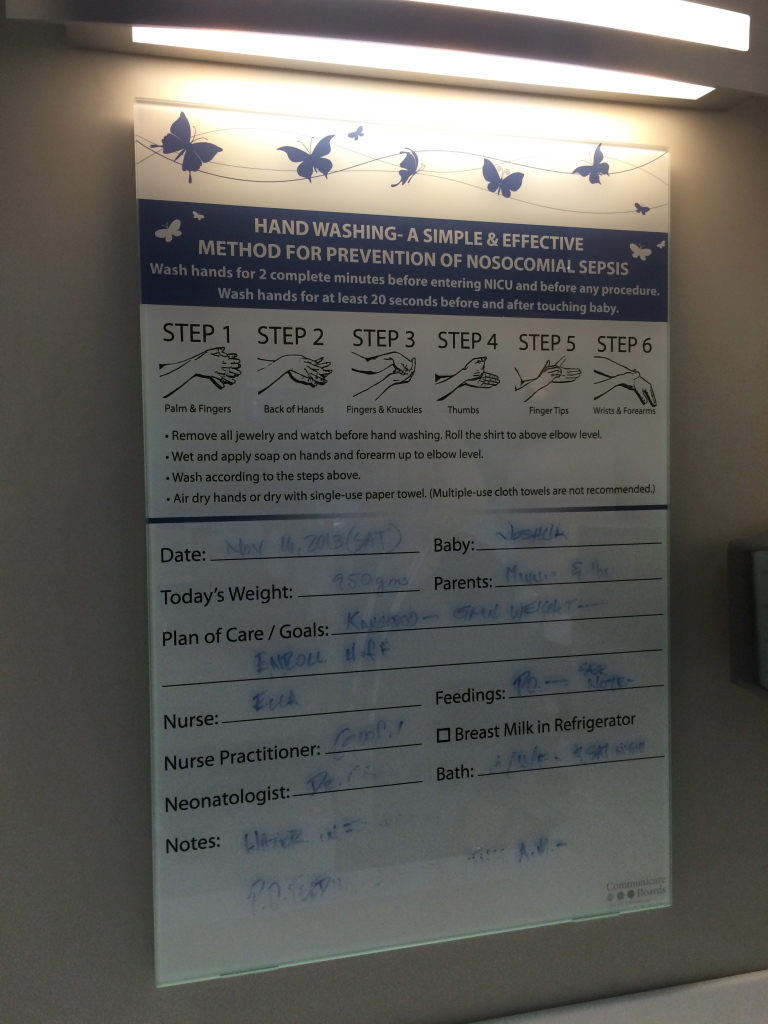 HAND WASHING- A SIMPLE & EFFECTIVE
METHOD FOR PREVENTION OF NOSOCOMIAL SEPSIS
Wash hands for 2 complete minutes before entering NICU and before any procedure.
Wash hands for at least 20 seconds before and after touching baby.
STEP 1 STEP 2 STEP 3 STEP 4 STEP 5 STEP 6
Palm & Fingers Back of Hands Fingers & Knuckles Thumbs Finger Tips Wrists & Forearms
• Remove all jewelry and watch before hand washing. Roll the shirt to above elbow level.
• Wet and apply soap on hands and forearm up to elbow level.
• Wash according to the steps above.
• Air dry hands or dry with single-use paper towel. (Multiple-use cloth towels are not recommended.)
Date: NOV 16, 2013 (SAT) Baby: JOSHUA
Today's Weight: 950 gms Parents:
Plan of Care / Goals: GAIN WEIGHT
ENROLL
Nurse: ELLA Feedings: P.O.— SEE NOTE-
Nurse Practitioner:
Breast Milk in Refrigerator
Neonatologist: Bath:
Notes:
Communicate
Boards